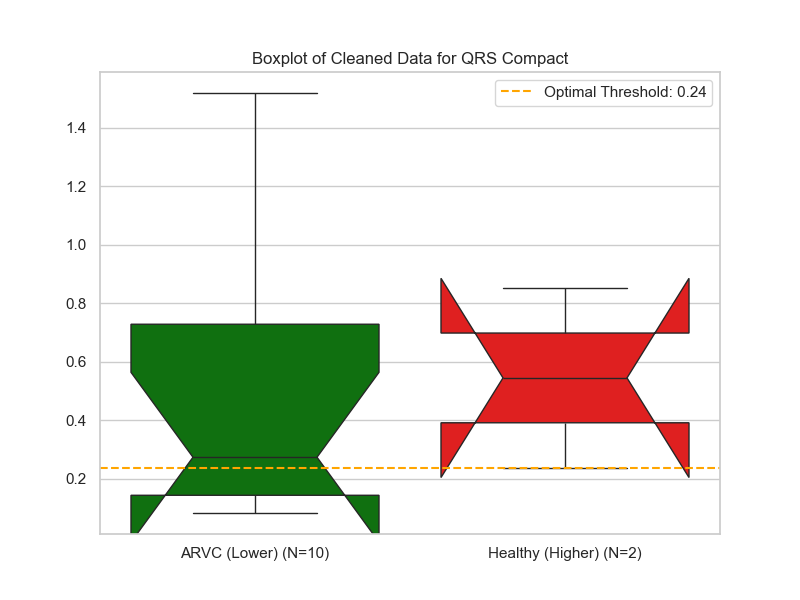 Boxplot of Cleaned Data for QRS Compact
Optimal Threshold: 0.24
1.4
1.2
1.0
0.8
0.6
0.4
0.2
ARVC (Lower) (N=10)
Healthy (Higher) (N=2)